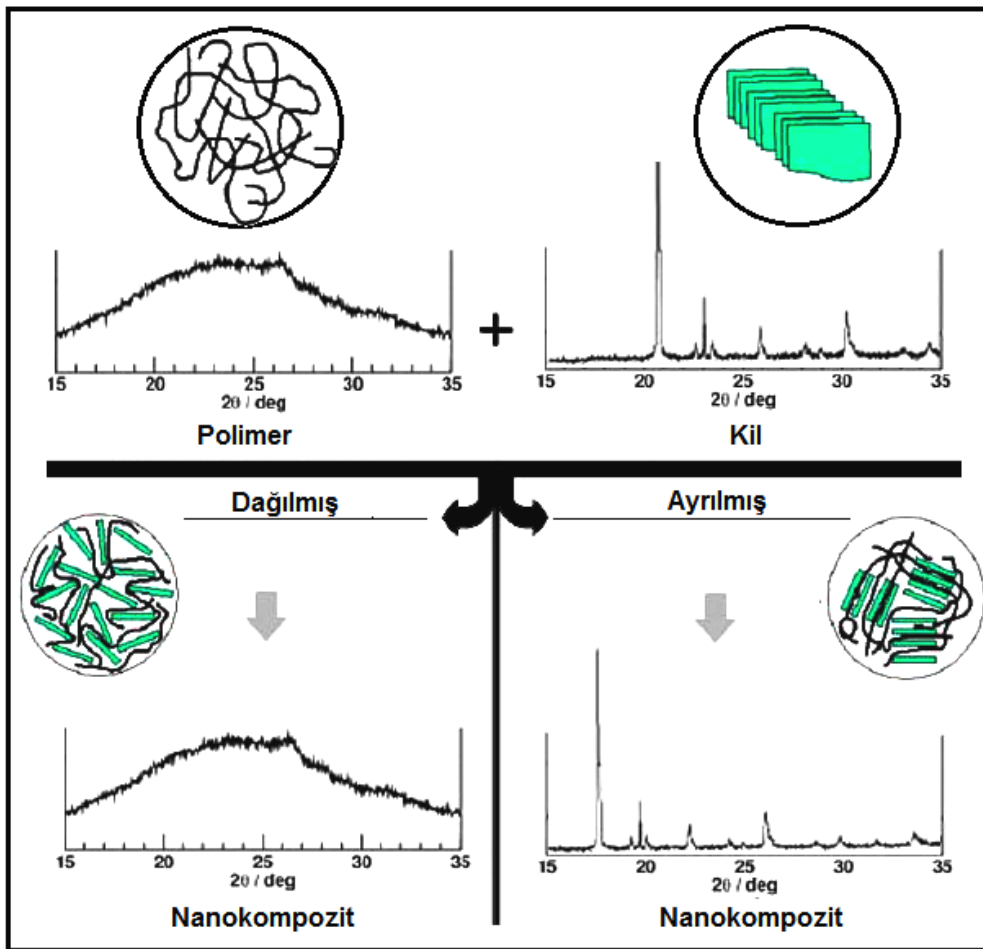 15 20 25 30 35
2θ / deg
Polimer
+
15 20 25 30 35
2θ / deg
Kil
Dağılmış
Ayrılmış
15 20 25 30 35
2θ / deg
Nanokompozit
15 20 25 30 35
2θ / deg
Nanokompozit